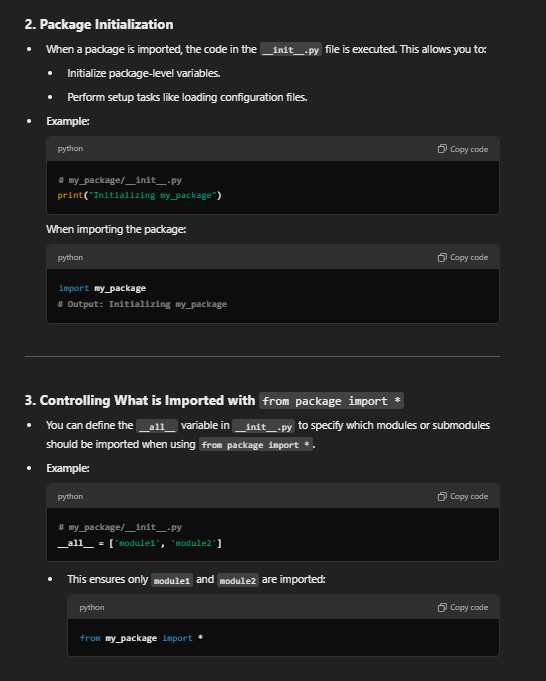 2. Package Initialization
• When a package is imported, the code in the __init__.py file is executed. This allows you to:
• Initialize package-level variables.
• Perform setup tasks like loading configuration files.
• Example:
python Copy code
# my_package/__init__.py
print("Initializing my_package")
When importing the package:
python Copy code
import my_package
# Output: Initializing my_package
3. Controlling What is Imported with from package import *
• You can define the __all__ variable in __init__.py to specify which modules or submodules
should be imported when using from package import *.
• Example:
python Copy code
# my_package/__init__.py
__all__ = ['module1', 'module2']
• This ensures only module1 and module2 are imported:
python Copy code
from my_package import *